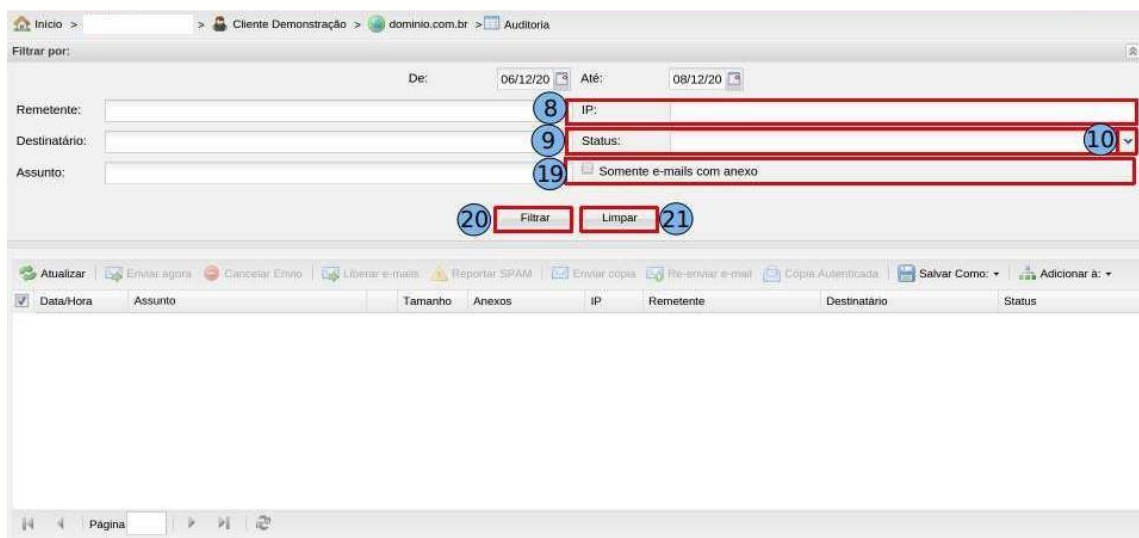 Início > > Cliente Demonstração > dominio.com.br > Auditoria
Filtrar por:
De: 06/12/20 Até: 08/12/20
Remetente: 8 IP:
Destinatário: 9 Status: 10
Assunto: 19 Somente e-mails com anexo
20 Filtrar Limpar 21
Atualizar Enviar agora Cancelar Envio Liberar e-mails Reportar SPAM Enviar copia Re-enviar e-mail Copia Autenticada Salvar Como: Adicionar à:
Data/Hora Assunto Tamanho Anexos IP Remetente Destinatário Status
Página